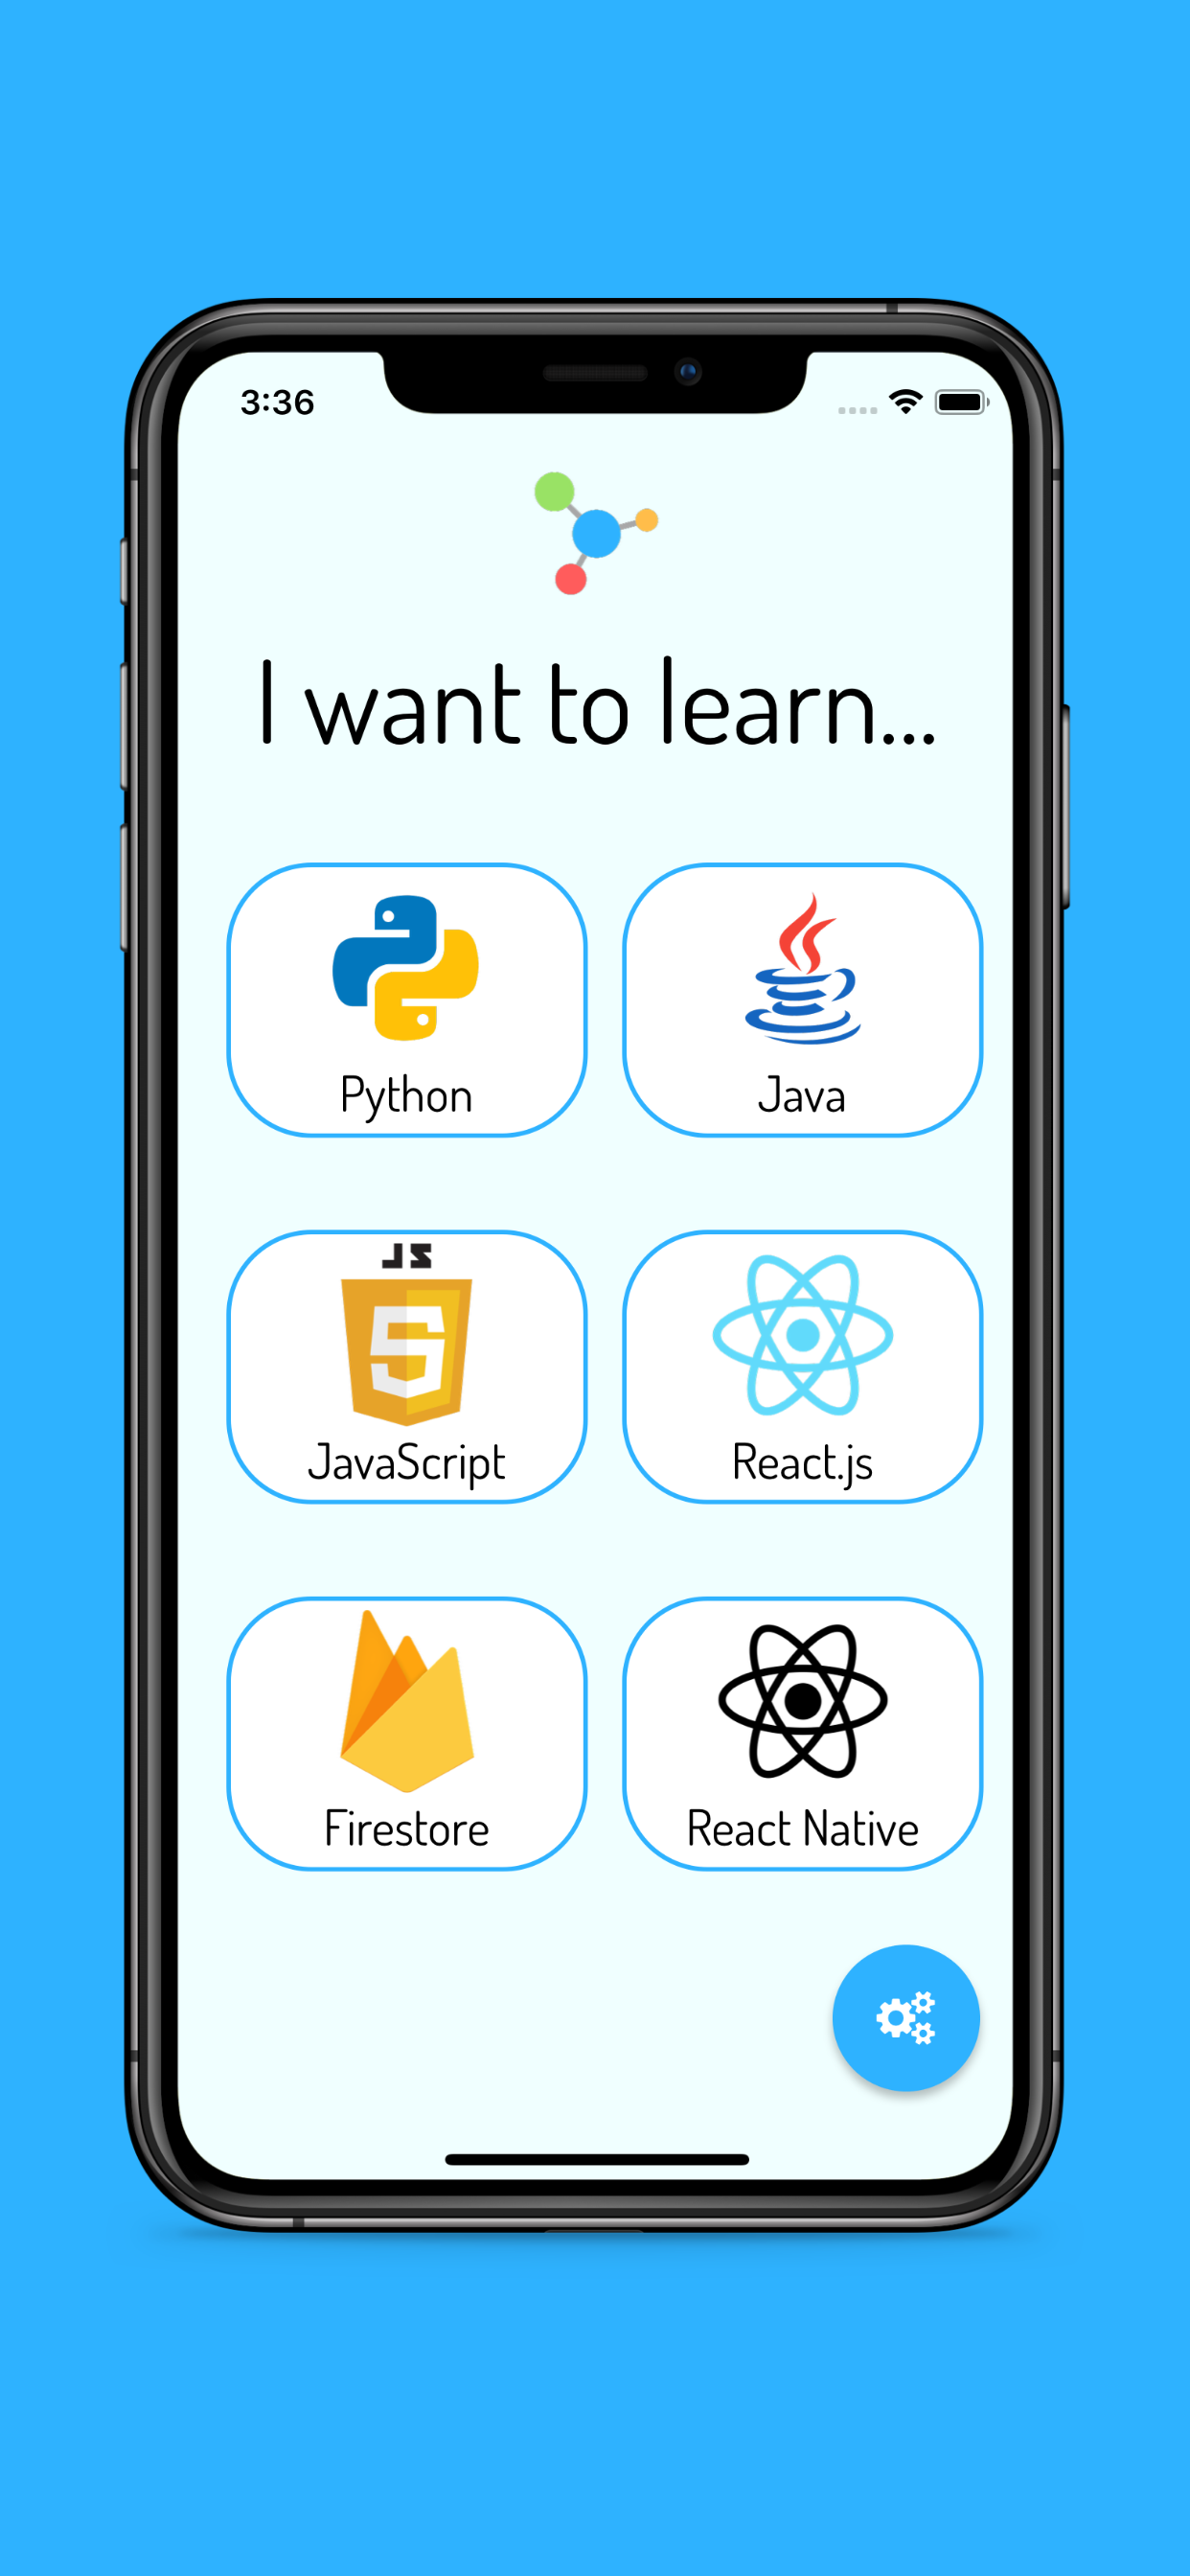 3:36
I want to learn...
Python
Java
JS
JavaScript
React.js
Firestore
React Native